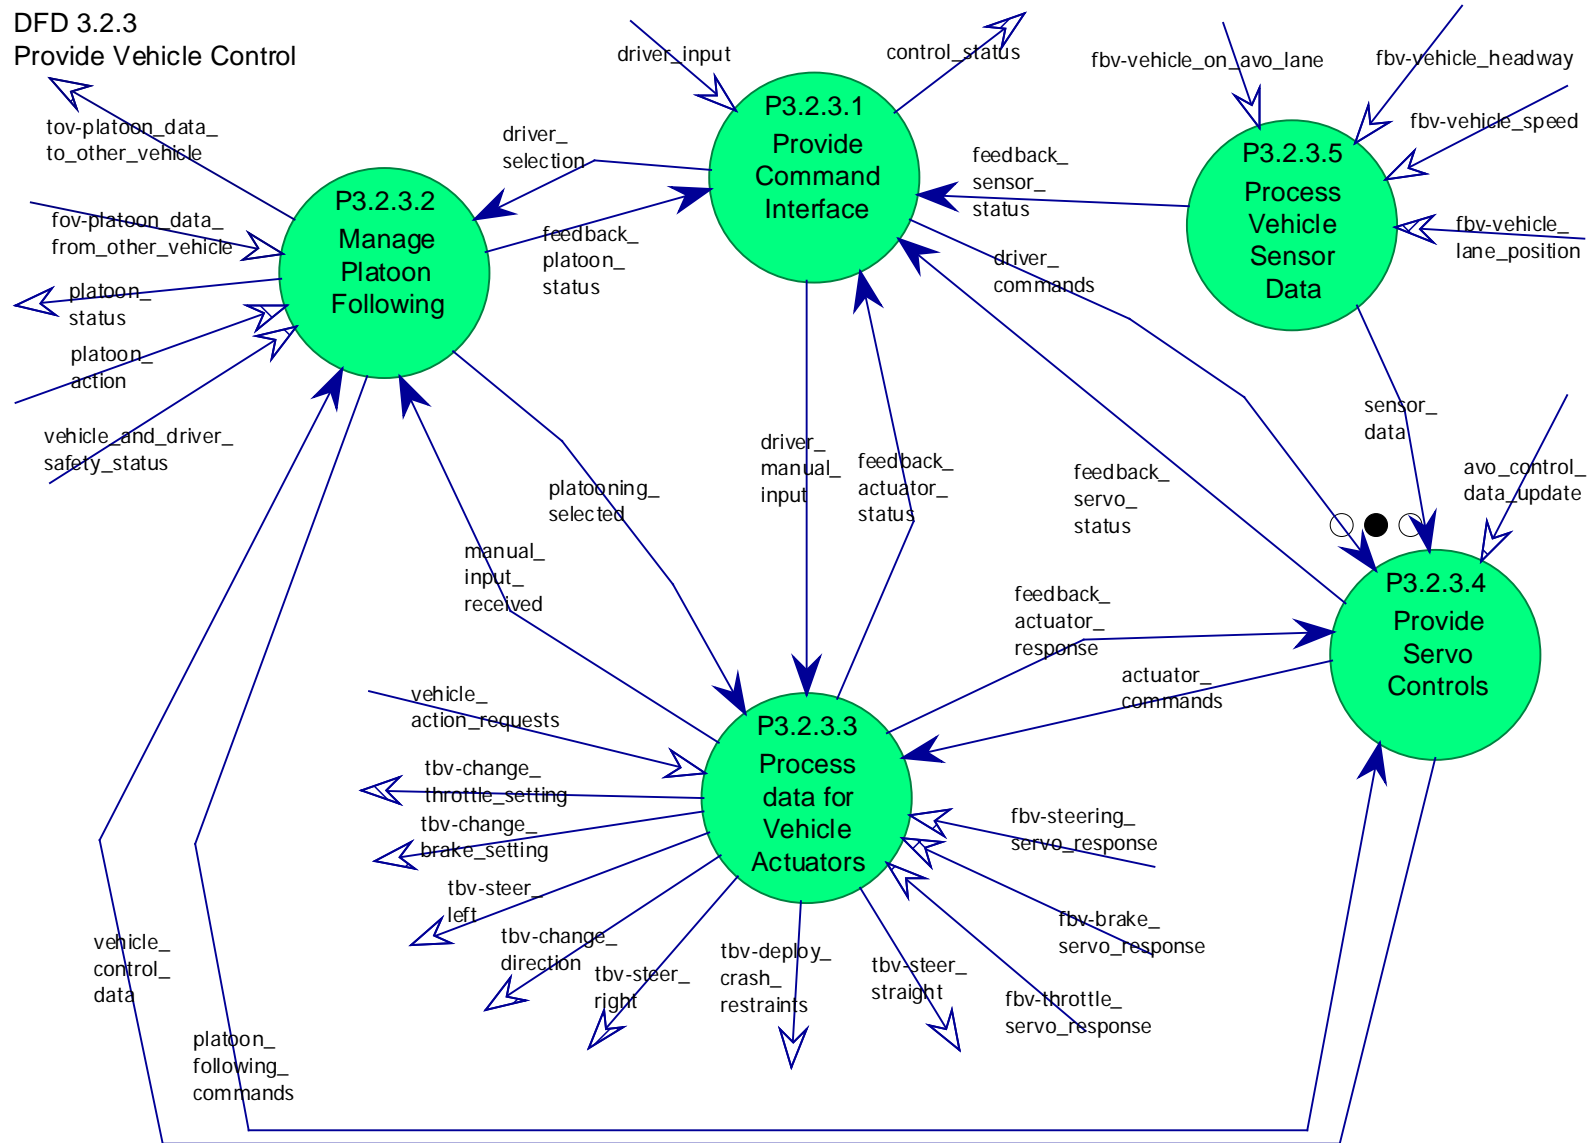 DFD 3.2.3
Provide Vehicle Control
driver_input
control_status
fbv-vehicle_on_avo_lane
fbv-vehicle_headway
fbv-vehicle_speed
fbv-vehicle_
lane_position
tov-platoon_data_
to_other_vehicle
fov-platoon_data_
from_other_vehicle
platoon_
status
platoon_
action
vehicle_and_driver_
safety_status
P3.2.3.2
Manage
Platoon
Following
driver_
selection
feedback_
platoon_
status
P3.2.3.1
Provide
Command
Interface
feedback_
sensor_
status
driver_
commands
P3.2.3.5
Process
Vehicle
Sensor
Data
sensor_
data
avo_control_
data_update
platooning_
selected
manual_
input_
received
driver_
manual_
input
feedback_
actuator_
status
feedback_
servo_
status
feedback_
actuator_
response
actuator_
commands
P3.2.3.4
Provide
Servo
Controls
vehicle_
action_requests
tbv-change_
throttle_setting
tbv-change_
brake_setting
tbv-steer_
left
tbv-change_
direction
tbv-steer_
right
tbv-deploy_
crash_
restraints
tbv-steer_
straight
P3.2.3.3
Process
data for
Vehicle
Actuators
fbv-steering_
servo_response
fbv-brake_
servo_response
fbv-throttle_
servo_response
vehicle_
control_
data
platoon_
following_
commands